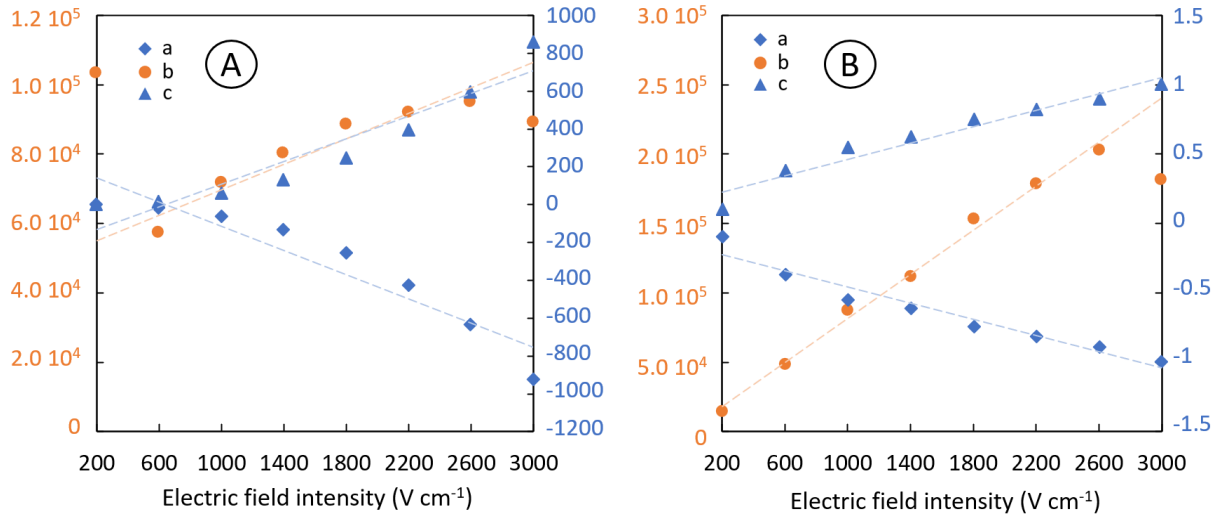 1.2 10⁵
1.0 10⁵
8.0 10⁴
6.0 10⁴
4.0 10⁴
2.0 10⁴
0
a
b
c
A
1000
800
600
400
200
0
-200
-400
-600
-800
-1000
-1200
200 600 1000 1400 1800 2200 2600 3000
Electric field intensity (V cm⁻¹)
3.0 10⁵
2.5 10⁵
2.0 10⁵
1.5 10⁵
1.0 10⁵
5.0 10⁴
0
a
b
c
B
1.5
1
0.5
0
-0.5
-1
-1.5
200 600 1000 1400 1800 2200 2600 3000
Electric field intensity (V cm⁻¹)